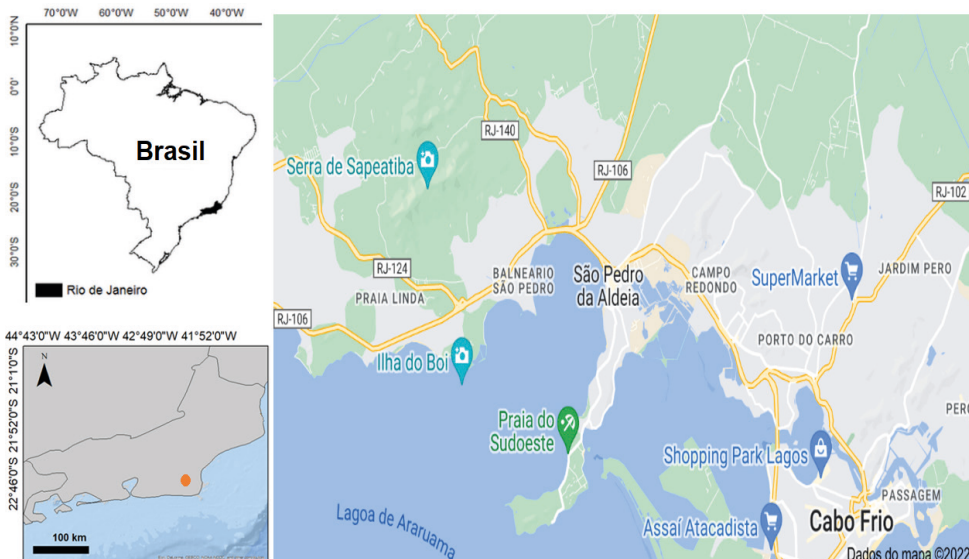 70°0'W 60°0'W 50°0'W 40°0'W
10°0'N
0°0'
10°0'S
20°0'S
30°0'S
Brasil
Rio de Janeiro
44°43'0"W 43°46'0"W 42°49'0"W 41°52'0"W
21°11'0"S
21°52'0"S
22°46'0"S
N
100 km
RJ-140
Serra de Sapeatiba
RJ-106
RJ-102
RJ-124
PRAIA LINDA
BALNEARIO
SÃO PEDRO
São Pedro
da Aldeia
CAMPO
REDONDO
SuperMarket
JARDIM PERO
RJ-106
PORTO DO CARRO
Ilha do Boi
PERO
Praia do
Sudoeste
Shopping Park Lagos
PASSAGEM
Lagoa de Araruama
Assaí Atacadista
Cabo Frio
Dados do mapa ©2022